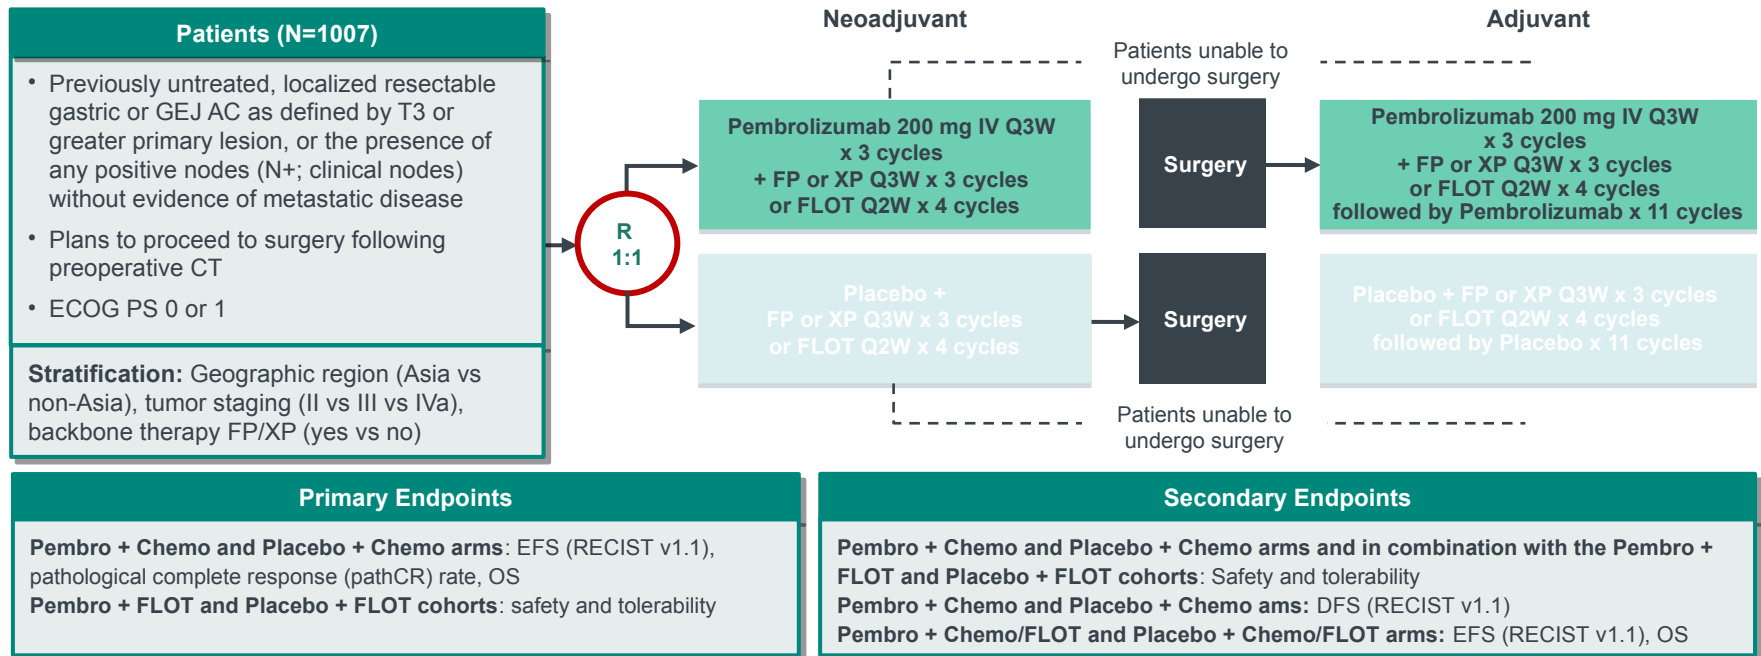 Patients (N=1007)
• Previously untreated, localized resectable
gastric or GEJ AC as defined by T3 or
greater primary lesion, or the presence of
any positive nodes (N+; clinical nodes)
without evidence of metastatic disease
• Plans to proceed to surgery following
preoperative CT
• ECOG PS 0 or 1
Stratification: Geographic region (Asia vs
non-Asia), tumor staging (II vs III vs IVa),
backbone therapy FP/XP (yes vs no)
R
1:1
Neoadjuvant
Adjuvant
Patients unable to
undergo surgery
Pembrolizumab 200 mg IV Q3W
x 3 cycles
+ FP or XP Q3W x 3 cycles
or FLOT Q2W x 4 cycles
Surgery
Pembrolizumab 200 mg IV Q3W
x 3 cycles
+ FP or XP Q3W x 3 cycles
or FLOT Q2W x 4 cycles
followed by Pembrolizumab x 11 cycles
Placebo +
FP or XP Q3W x 3 cycles
or FLOT Q2W x 4 cycles
Surgery
Placebo + FP or XP Q3W x 3 cycles
or FLOT Q2W x 4 cycles
followed by Placebo x 11 cycles
Patients unable to
undergo surgery
Primary Endpoints
Pembro + Chemo and Placebo + Chemo arms: EFS (RECIST v1.1),
pathological complete response (pathCR) rate, OS
Pembro + FLOT and Placebo + FLOT cohorts: safety and tolerability
Secondary Endpoints
Pembro + Chemo and Placebo + Chemo arms and in combination with the Pembro +
FLOT and Placebo + FLOT cohorts: Safety and tolerability
Pembro + Chemo and Placebo + Chemo ams: DFS (RECIST v1.1)
Pembro + Chemo/FLOT and Placebo + Chemo/FLOT arms: EFS (RECIST v1.1), OS